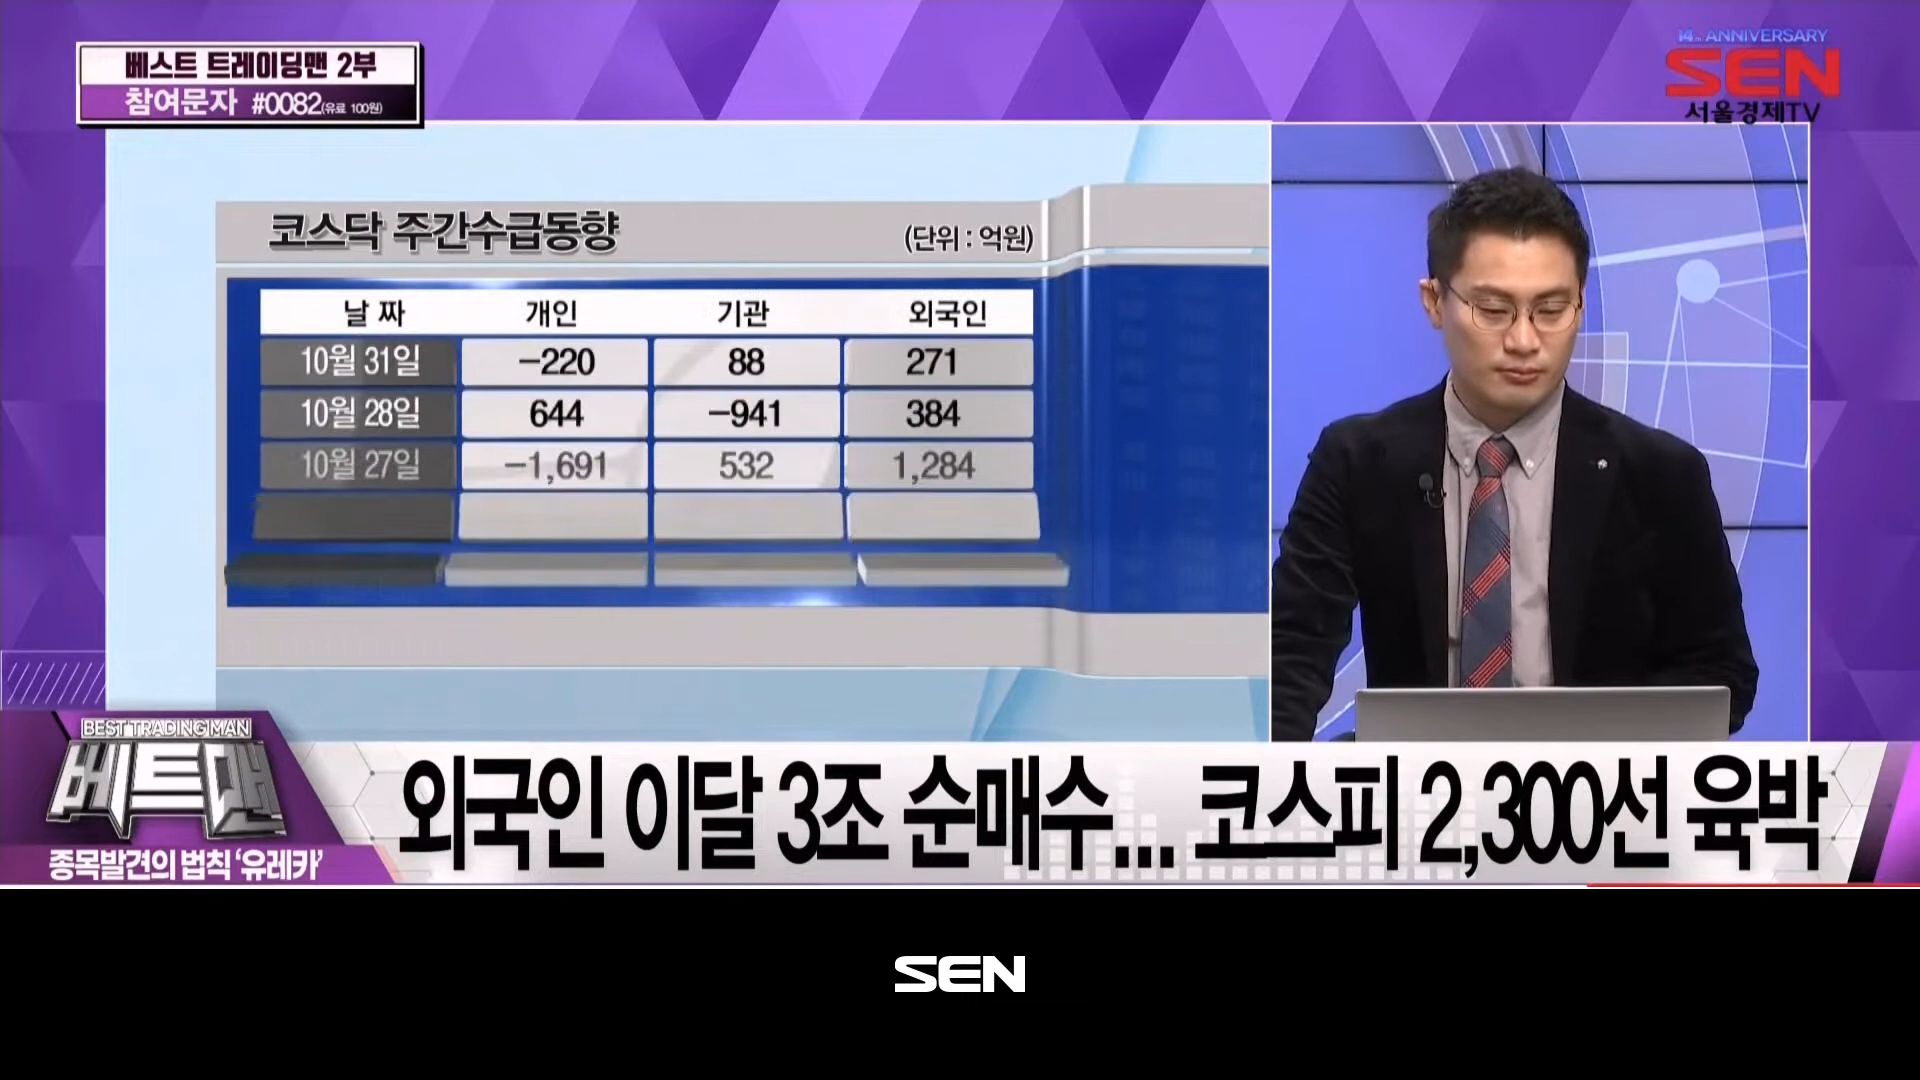 베스트 트레이딩맨 2부
참여문자 #0082(유료 100원)
14th ANNIVERSARY
SEN
서울경제TV
코스닥 주간수급동향
(단위 : 억원)
날 짜 개인 기관 외국인
10월 31일 -220 88 271
10월 28일 644 -941 384
10월 27일 -1,691 532 1,284
BEST TRADING MAN
베트맨
종목발견의 법칙 ‘유레카’
외국인 이달 3조 순매수... 코스피 2,300선 육박
SEN